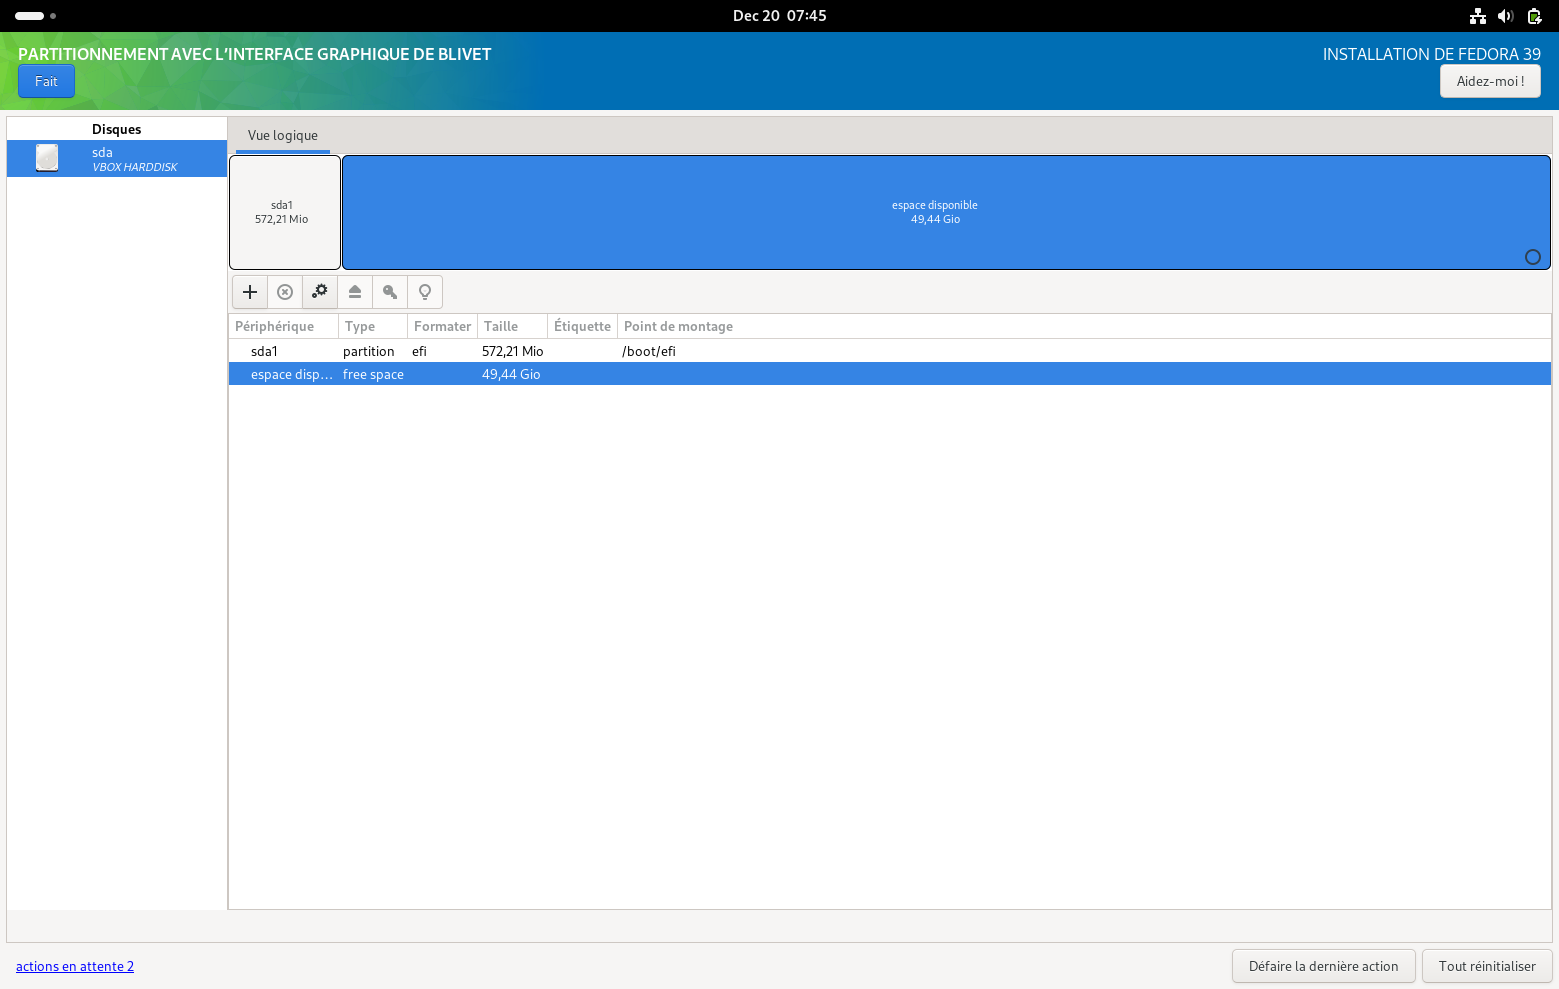 Dec 20 07:45
PARTITIONNEMENT AVEC L'INTERFACE GRAPHIQUE DE BLIVET
INSTALLATION DE FEDORA 39
Fait
Aidez-moi !
Disques
sda
VBOX HARDDISK
Vue logique
sda1
572,21 Mio
espace disponible
49,44 Gio
Périphérique Type Formater Taille Étiquette Point de montage
sda1 partition efi 572,21 Mio /boot/efi
espace disp… free space 49,44 Gio
actions en attente 2
Défaire la dernière action
Tout réinitialiser